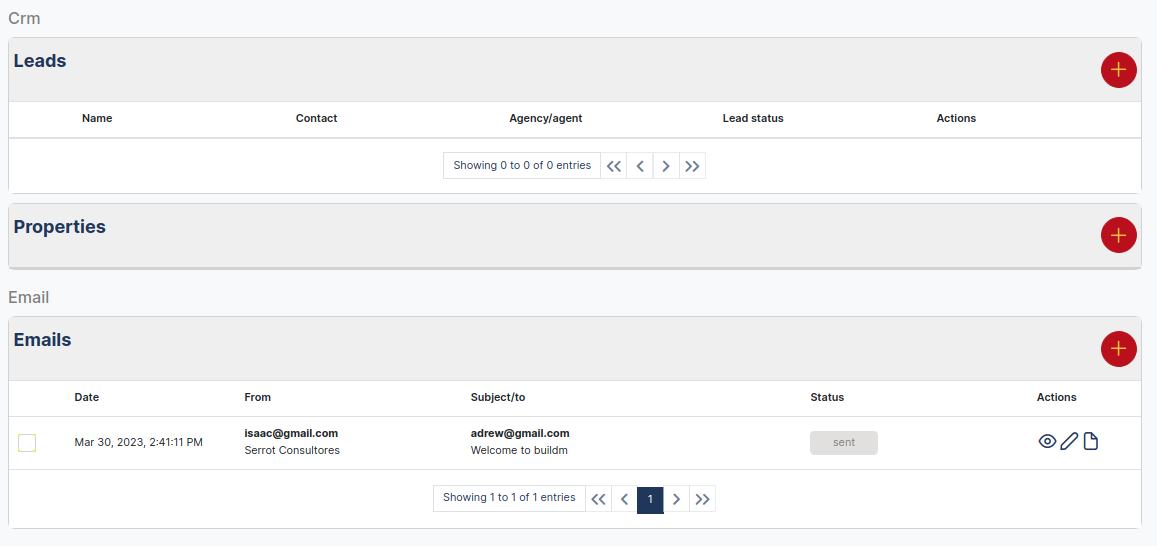 Crm
Leads
Name Contact Agency/agent Lead status Actions
Showing 0 to 0 of 0 entries
Properties
Email
Emails
Date From Subject/to Status Actions
Mar 30, 2023, 2:41:11 PM isaac@gmail.com adrew@gmail.com sent
Serrot Consultores Welcome to buildm
Showing 1 to 1 of 1 entries 1